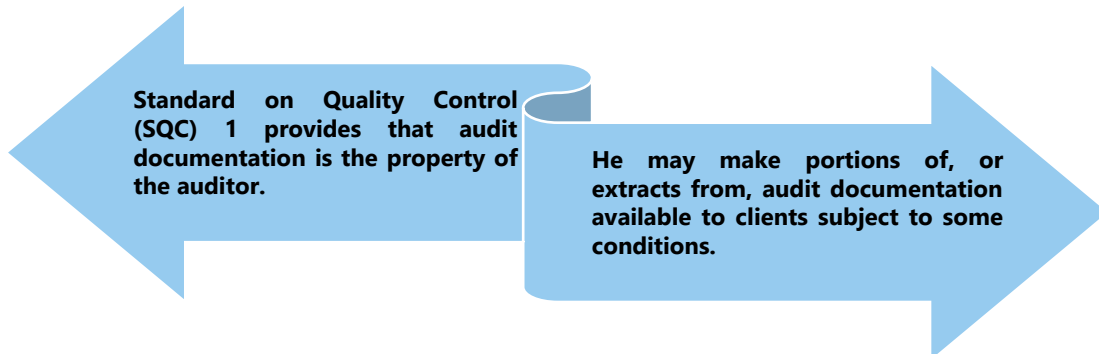 Standard on Quality Control
(SQC) 1 provides that audit
documentation is the property of
the auditor.
He may make portions of, or
extracts from, audit documentation
available to clients subject to some
conditions.